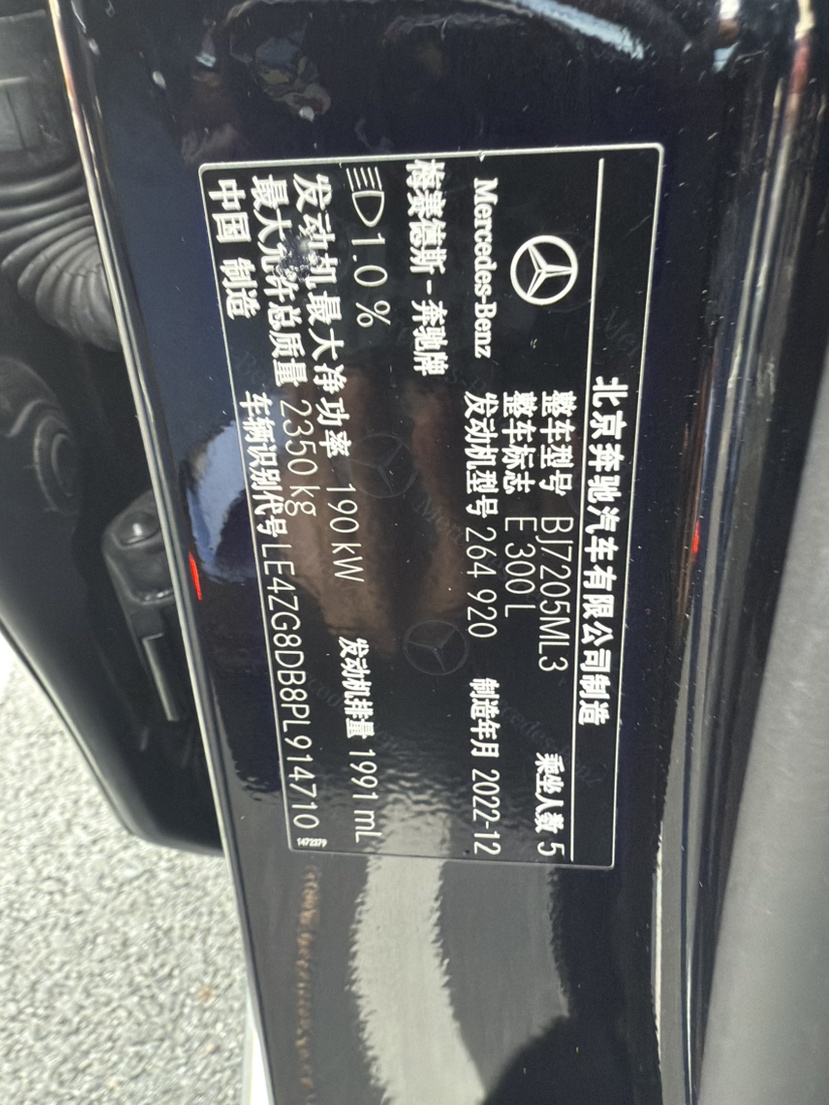 北京奔驰汽车有限公司制造
整车型号 BJ7205ML3 乘坐人数 5
整车标志 E 300 L
Mercedes-Benz 发动机型号 264 920 制造年月 2022-12
梅赛德斯-奔驰牌
1.0 %
发动机最大净功率 190 kW 发动机排量 1991 mL
最大允许总质量 2350 kg
中国 制造 车辆识别代号 LE4ZG8DB8PL914710
1472379